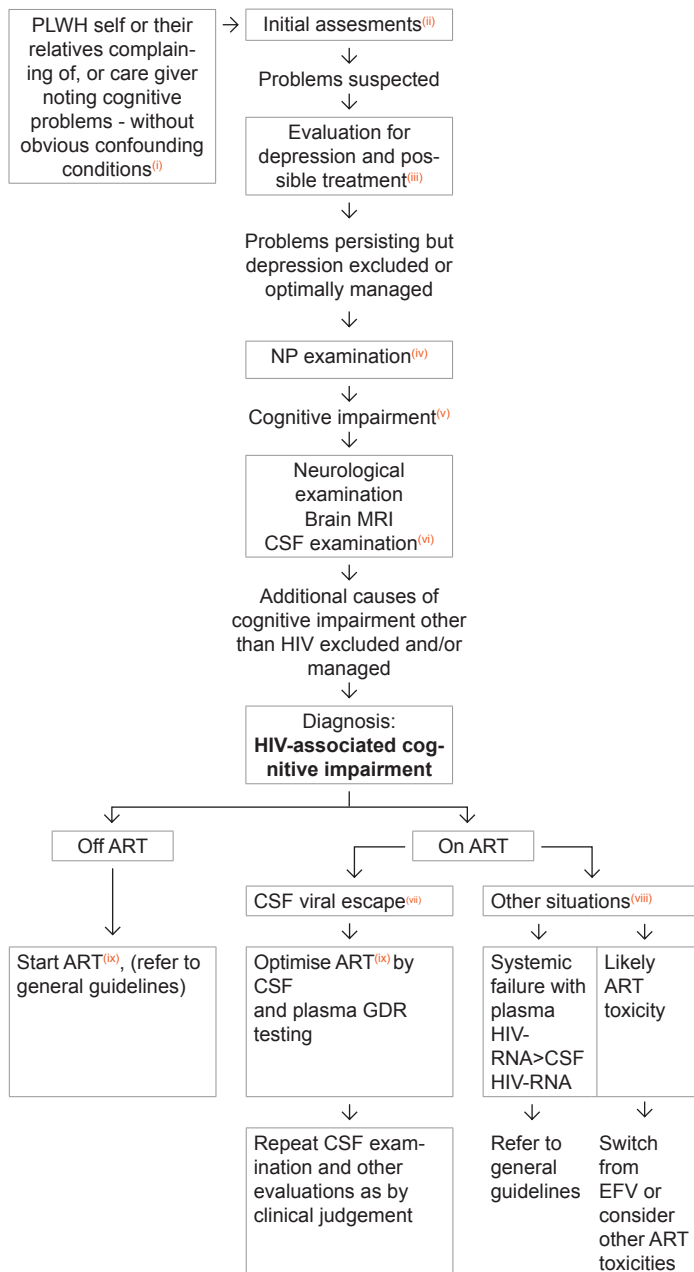 PLWH self or their
relatives complain-
ing of, or care giver
noting cognitive
problems - without
obvious confounding
conditions(i)
Initial assesments(ii)
Problems suspected
Evaluation for
depression and pos-
sible treatment(iii)
Problems persisting but
depression excluded or
optimally managed
NP examination(iv)
Cognitive impairment(v)
Neurological
examination
Brain MRI
CSF examination(vi)
Additional causes of
cognitive impairment other
than HIV excluded and/or
managed
Diagnosis:
HIV-associated cog-
nitive impairment
Off ART
On ART
CSF viral escape(vii)
Other situations(viii)
Start ART(ix), (refer to
general guidelines)
Optimise ART(ix) by
CSF
and plasma GDR
testing
Systemic
failure with
plasma
HIV-
RNA>CSF
HIV-RNA
Likely
ART
toxicity
Repeat CSF exam-
ination and other
evaluations as by
clinical judgement
Refer to
general
guidelines
Switch
from
EFV or
consider
other ART
toxicities